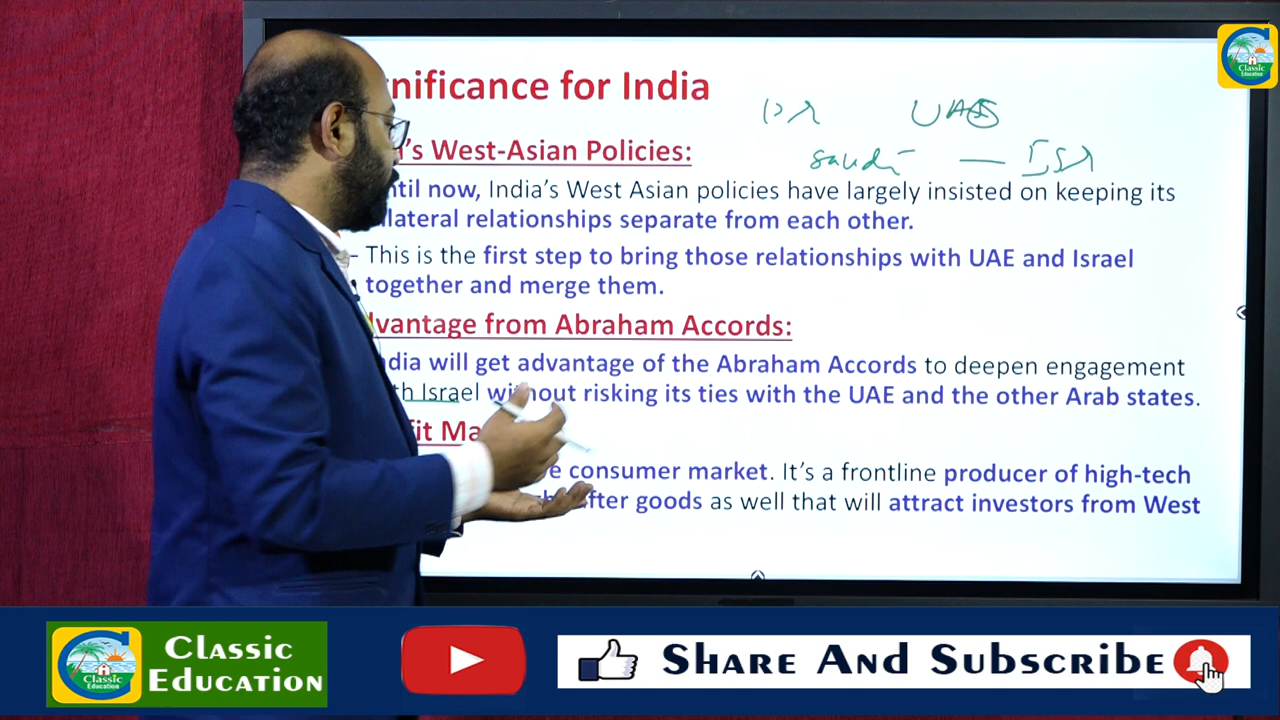 nificance for India
UAE
's West-Asian Policies:
saudi — Isr
ntil now, India's West Asian policies have largely insisted on keeping its
ilateral relationships separate from each other.
- This is the first step to bring those relationships with UAE and Israel
together and merge them.
dvantage from Abraham Accords:
ndia will get advantage of the Abraham Accords to deepen engagement
th Israel without risking its ties with the UAE and the other Arab states.
fit Ma
e consumer market. It's a frontline producer of high-tech
after goods as well that will attract investors from West
Classic
Education
Classic
Education
Classic
Education
Share And Subscribe